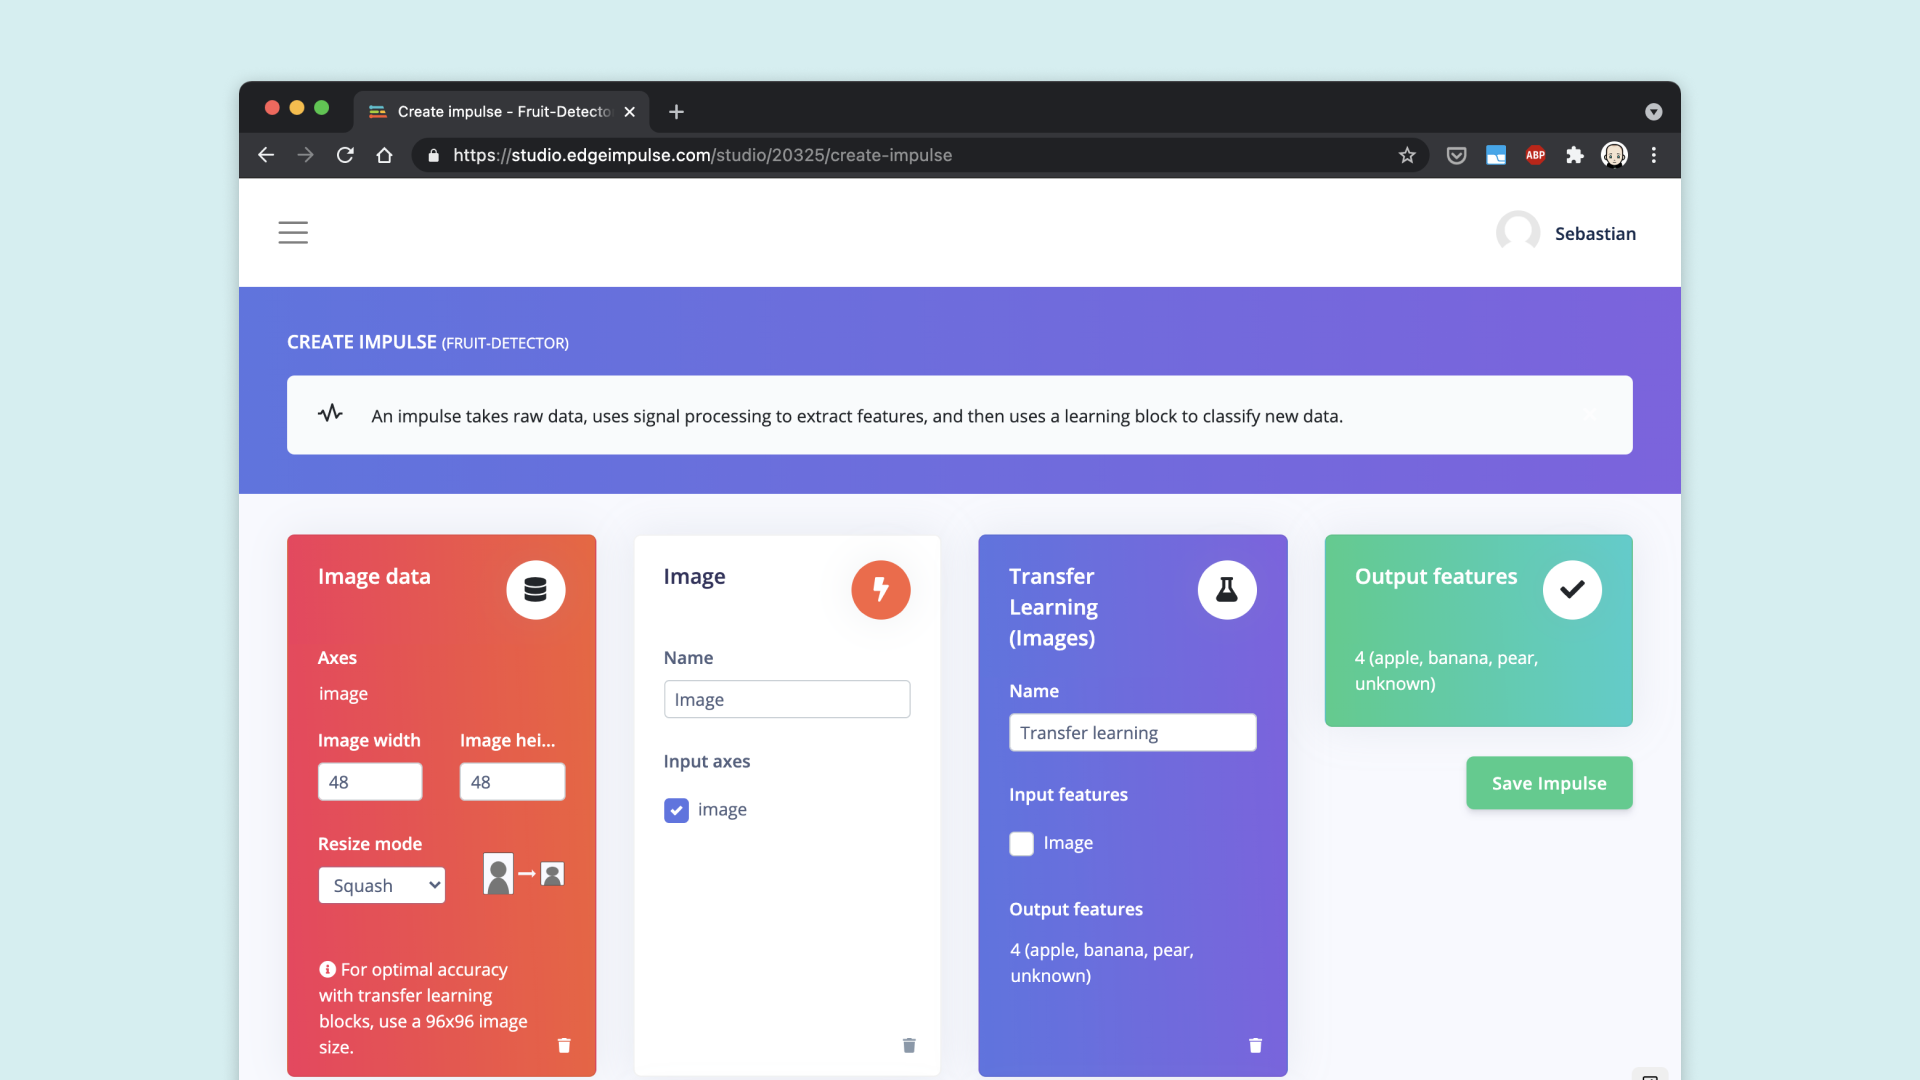 Create impulse - Fruit-Detecto
https://studio.edgeimpulse.com/studio/20325/create-impulse
ABP
Sebastian
CREATE IMPULSE (FRUIT-DETECTOR)
An impulse takes raw data, uses signal processing to extract features, and then uses a learning block to classify new data.
Image data
Axes
image
Image width
Image hei...
48
48
Resize mode
Squash
For optimal accuracy
with transfer learning
blocks, use a 96x96 image
size.
Image
Name
Image
Input axes
image
Transfer
Learning
(Images)
Name
Transfer learning
Input features
Image
Output features
4 (apple, banana, pear,
unknown)
Output features
4 (apple, banana, pear,
unknown)
Save Impulse